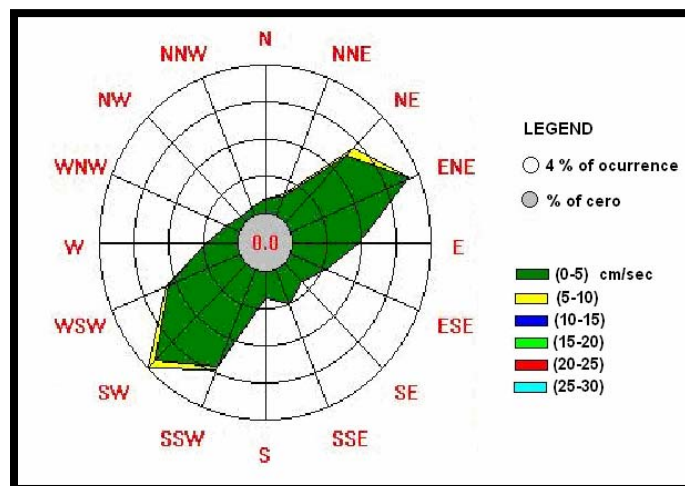 N
NNW
NNE
NW
NE
WNW
ENE
W
0.0
E
WSW
ESE
SW
SE
SSW
SSE
S
LEGEND
4 % of ocurrence
% of cero
(0-5) cm/sec
(5-10)
(10-15)
(15-20)
(20-25)
(25-30)